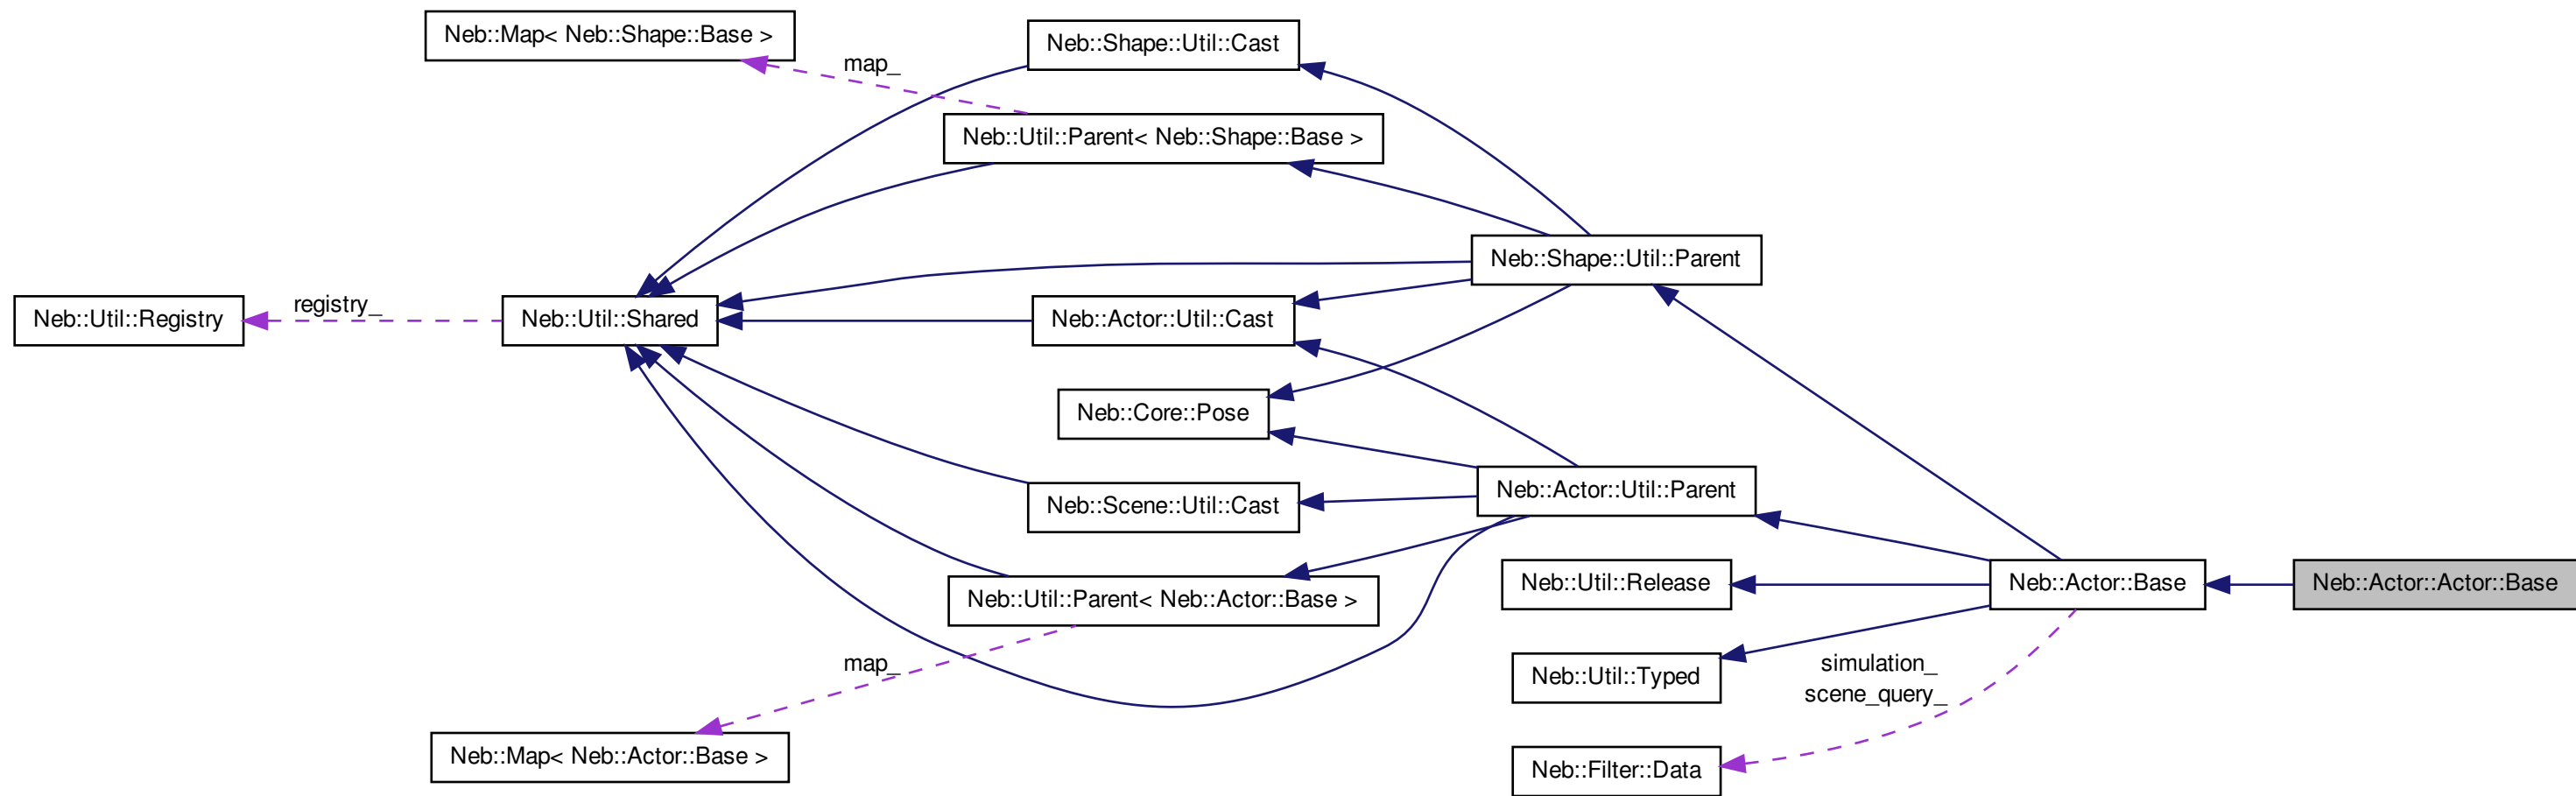 Neb::Map< Neb::Shape::Base >
Neb::Shape::Util::Cast
map_
Neb::Util::Parent< Neb::Shape::Base >
Neb::Shape::Util::Parent
registry_
Neb::Util::Registry
Neb::Util::Shared
Neb::Actor::Util::Cast
Neb::Core::Pose
Neb::Actor::Util::Parent
Neb::Scene::Util::Cast
Neb::Util::Release
Neb::Actor::Base
Neb::Actor::Actor::Base
Neb::Util::Parent< Neb::Actor::Base >
map_
simulation_
scene_query_
Neb::Util::Typed
Neb::Map< Neb::Actor::Base >
Neb::Filter::Data